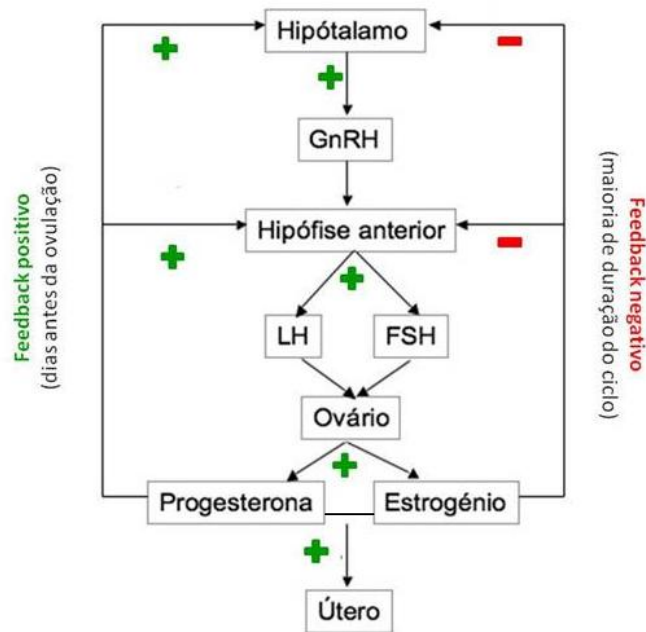 Hipótalamo
GnRH
Hipófise anterior
LH
FSH
Ovário
Progesterona
Estrogénio
Útero
Feedback positivo
(dias antes da ovulação)
Feedback negativo
(maioria de duração do ciclo)